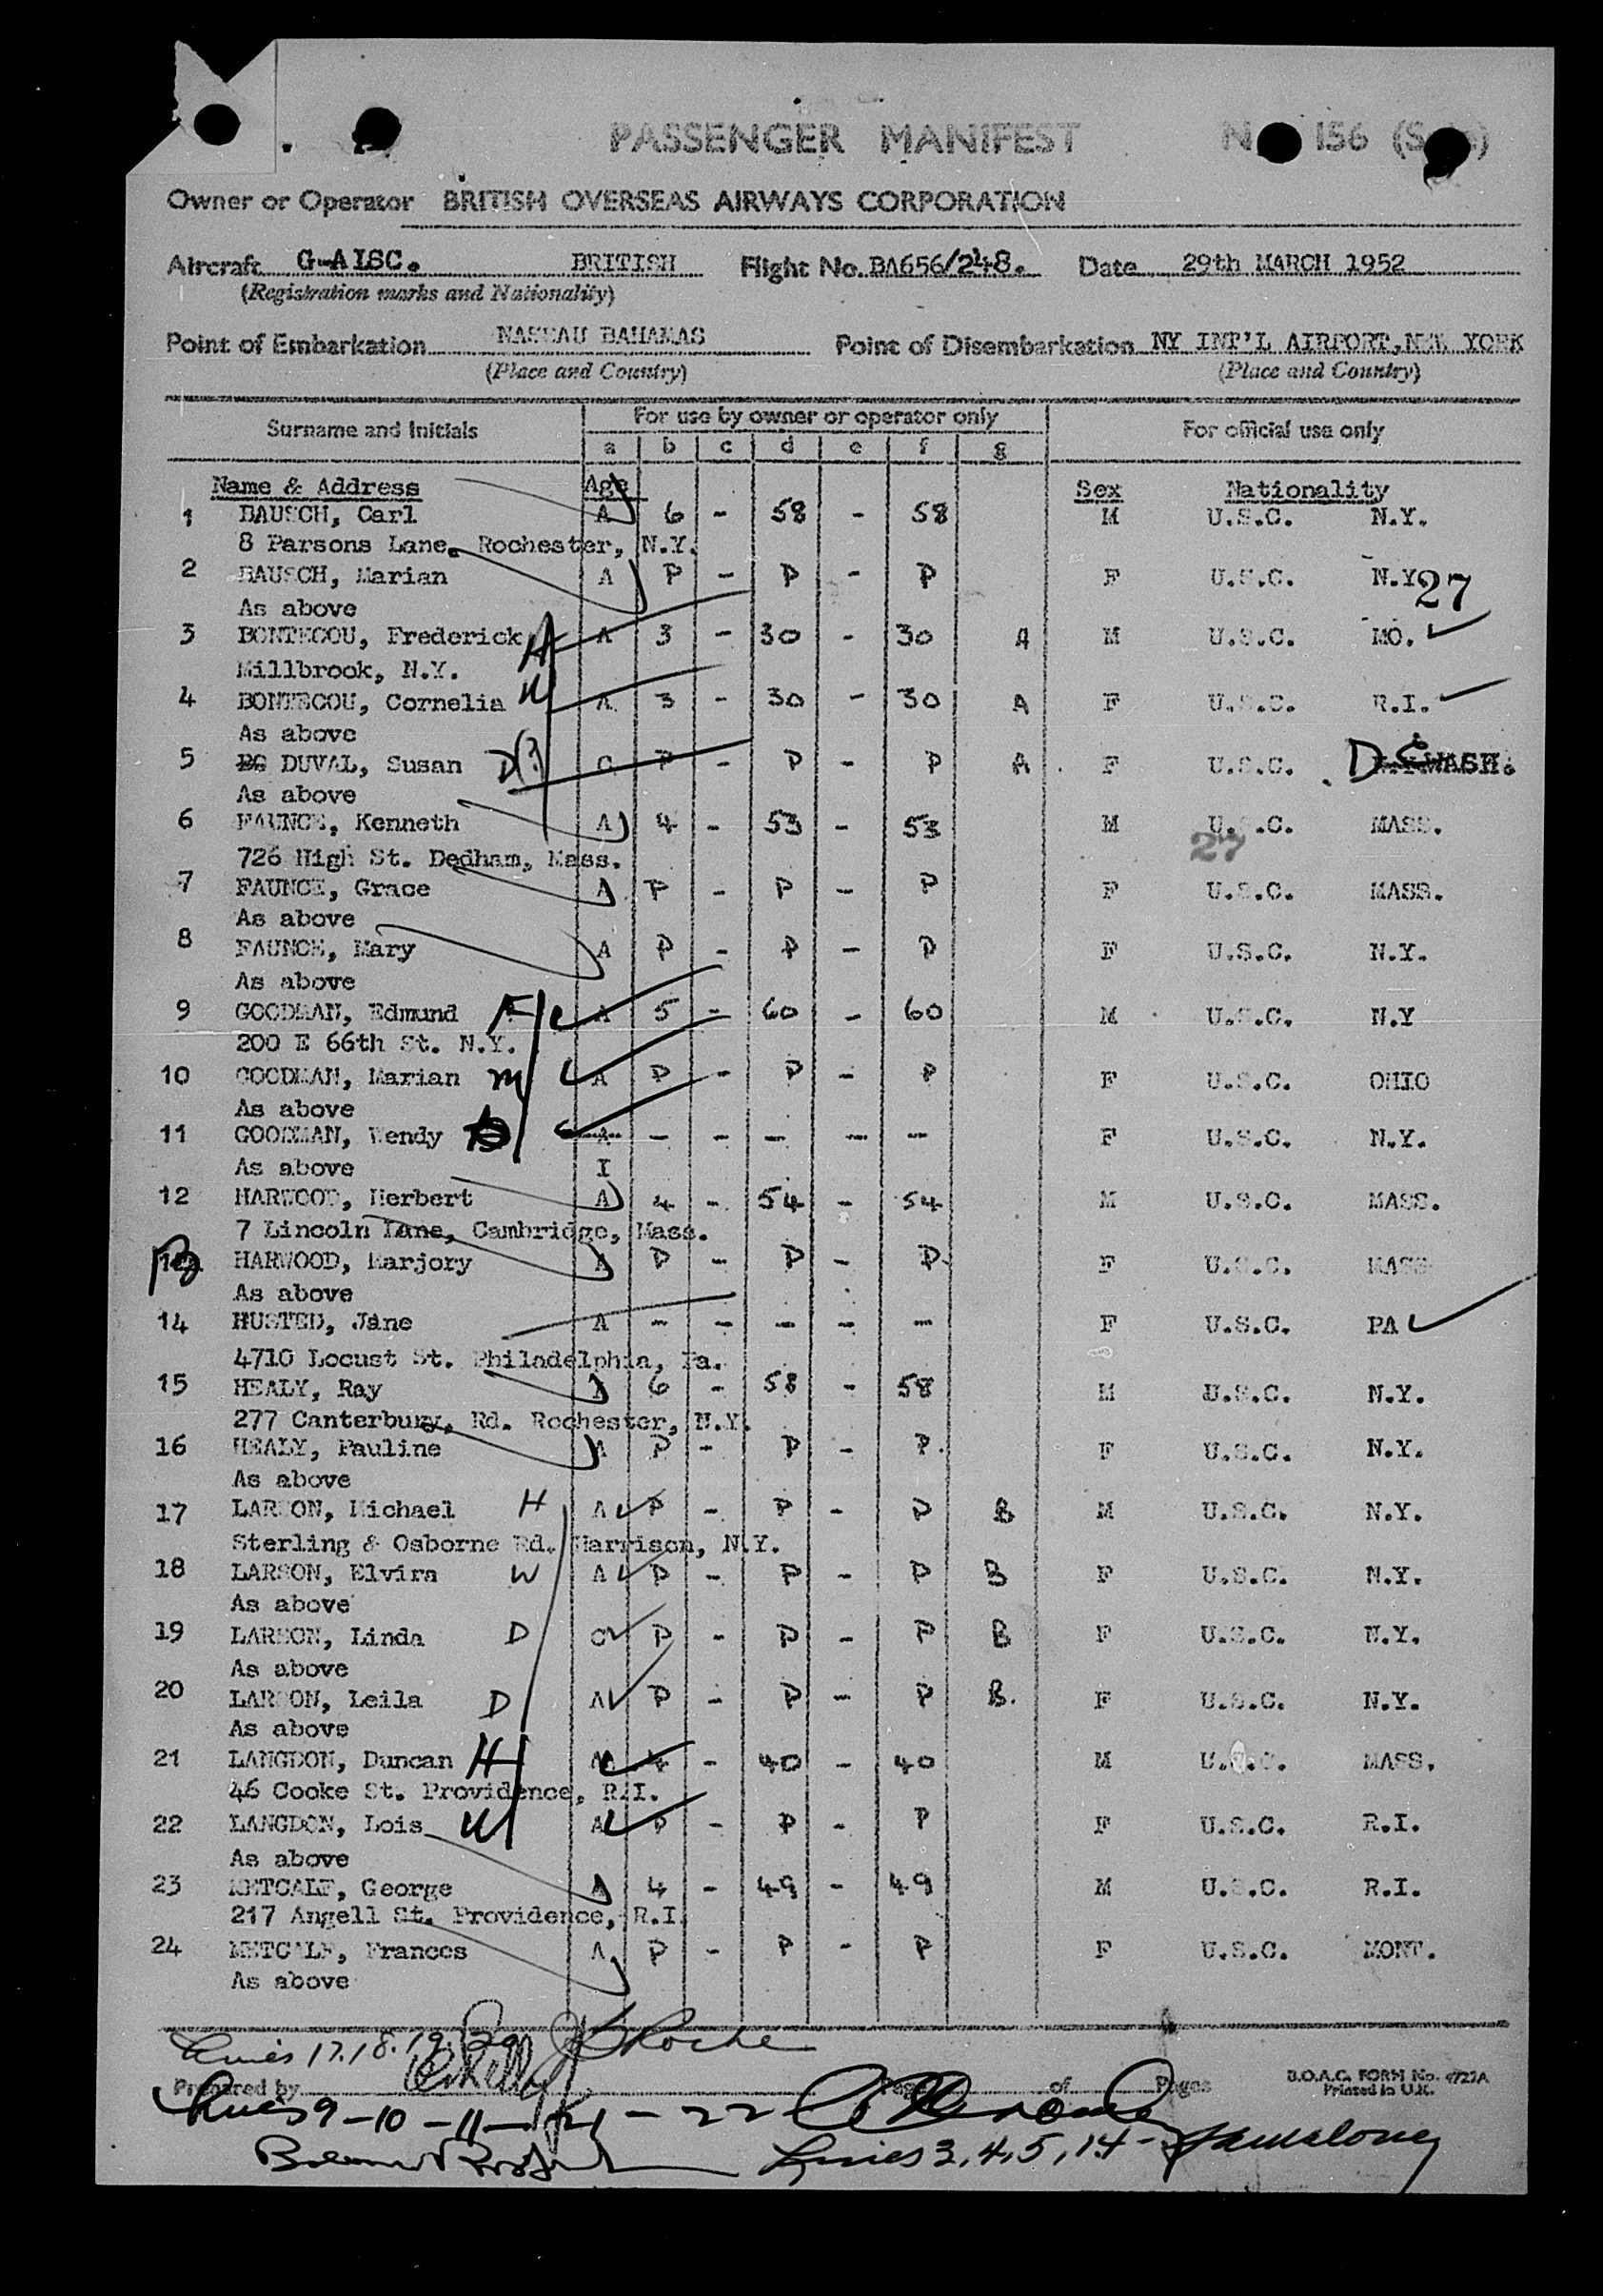 PASSENGER MANIFEST 156
Owner or Operator BRITISH OVERSEAS AIRWAYS CORPORATION
Aircraft G-AISC. BRITISH Flight No. BA656/248. Date 29th MARCH 1952
(Registration marks and Nationality)
Point of Embarkation NASSAU BAHAMAS Point of Disembarkation NY INT'L AIRPORT, NEW YORK
(Place and Country) (Place and Country)
Surname and Initials For use by owner or operator only For official use only
a b c d e f g
Name & Address Age Sex Nationality
1 BAUSCH, Carl A 6 - 58 - 58 M U.S.C. N.Y.
8 Parsons Lane. Rochester, N.Y.
2 BAUSCH, Marian A P - P - P F U.S.C. N.Y. 27
As above
3 BONTECOU, Frederick H A 3 - 30 - 30 A M U.S.C. MO.
Millbrook, N.Y.
4 BONTECOU, Cornelia W A 3 - 30 - 30 A F U.S.C. R.I.
As above
5 DUVAL, Susan D(?) C P - P - P A F U.S.C. D.C. WASH.
As above
6 FAUNCE, Kenneth A 4 - 53 - 53 M U.S.C. MASS.
726 High St. Dedham, Mass. 27
7 FAUNCE, Grace A P - P - P F U.S.C. MASS.
As above
8 FAUNCE, Mary A P - P - P F U.S.C. N.Y.
As above
9 GOODMAN, Edmund F A 5 - 60 - 60 M U.S.C. N.Y
200 E 66th St. N.Y.
10 GOODMAN, Marian M A P - P - P F U.S.C. OHIO
As above
11 GOODMAN, Wendy A - - - - - F U.S.C. N.Y.
As above I
12 HARWOOD, Herbert A 4 - 54 - 54 M U.S.C. MASS.
7 Lincoln Lane, Cambridge, Mass.
13 HARWOOD, Marjory A P - P - P. F U.S.C. MASS
As above
14 HUSTED, Jane A - - - - - F U.S.C. PA
4710 Locust St. Philadelphia, Pa.
15 HEALY, Ray A 6 - 58 - 58 M U.S.C. N.Y.
277 Canterbury, Rd. Rochester, N.Y.
16 HEALY, Pauline A P - P - P. F U.S.C. N.Y.
As above
17 LARSON, Michael H A P - P - P B M U.S.C. N.Y.
Sterling & Osborne Rd. Harrison, N.Y.
18 LARSON, Elvira W A P - P - P B F U.S.C. N.Y.
As above
19 LARSON, Linda D C P - P - P B F U.S.C. N.Y.
As above
20 LARSON, Leila D A P - P - P B. F U.S.C. N.Y.
As above
21 LANGDON, Duncan H A 4 - 40 - 40 M U.S.C. MASS.
46 Cooke St. Providence, R.I.
22 LANGDON, Lois W A P - P - P F U.S.C. R.I.
As above
23 METCALF, George A 4 - 49 - 49 M U.S.C. R.I.
217 Angell St. Providence, R.I.
24 METCALF, Frances A P - P - P F U.S.C. MONT.
As above
Lines 17.18.19.20 Roche
Prepared by Page of Pages B.O.A.C. FORM No. 4727A
Printed in U.K.
Lines 9-10-11-21-22
Lines 3,4,5,14-